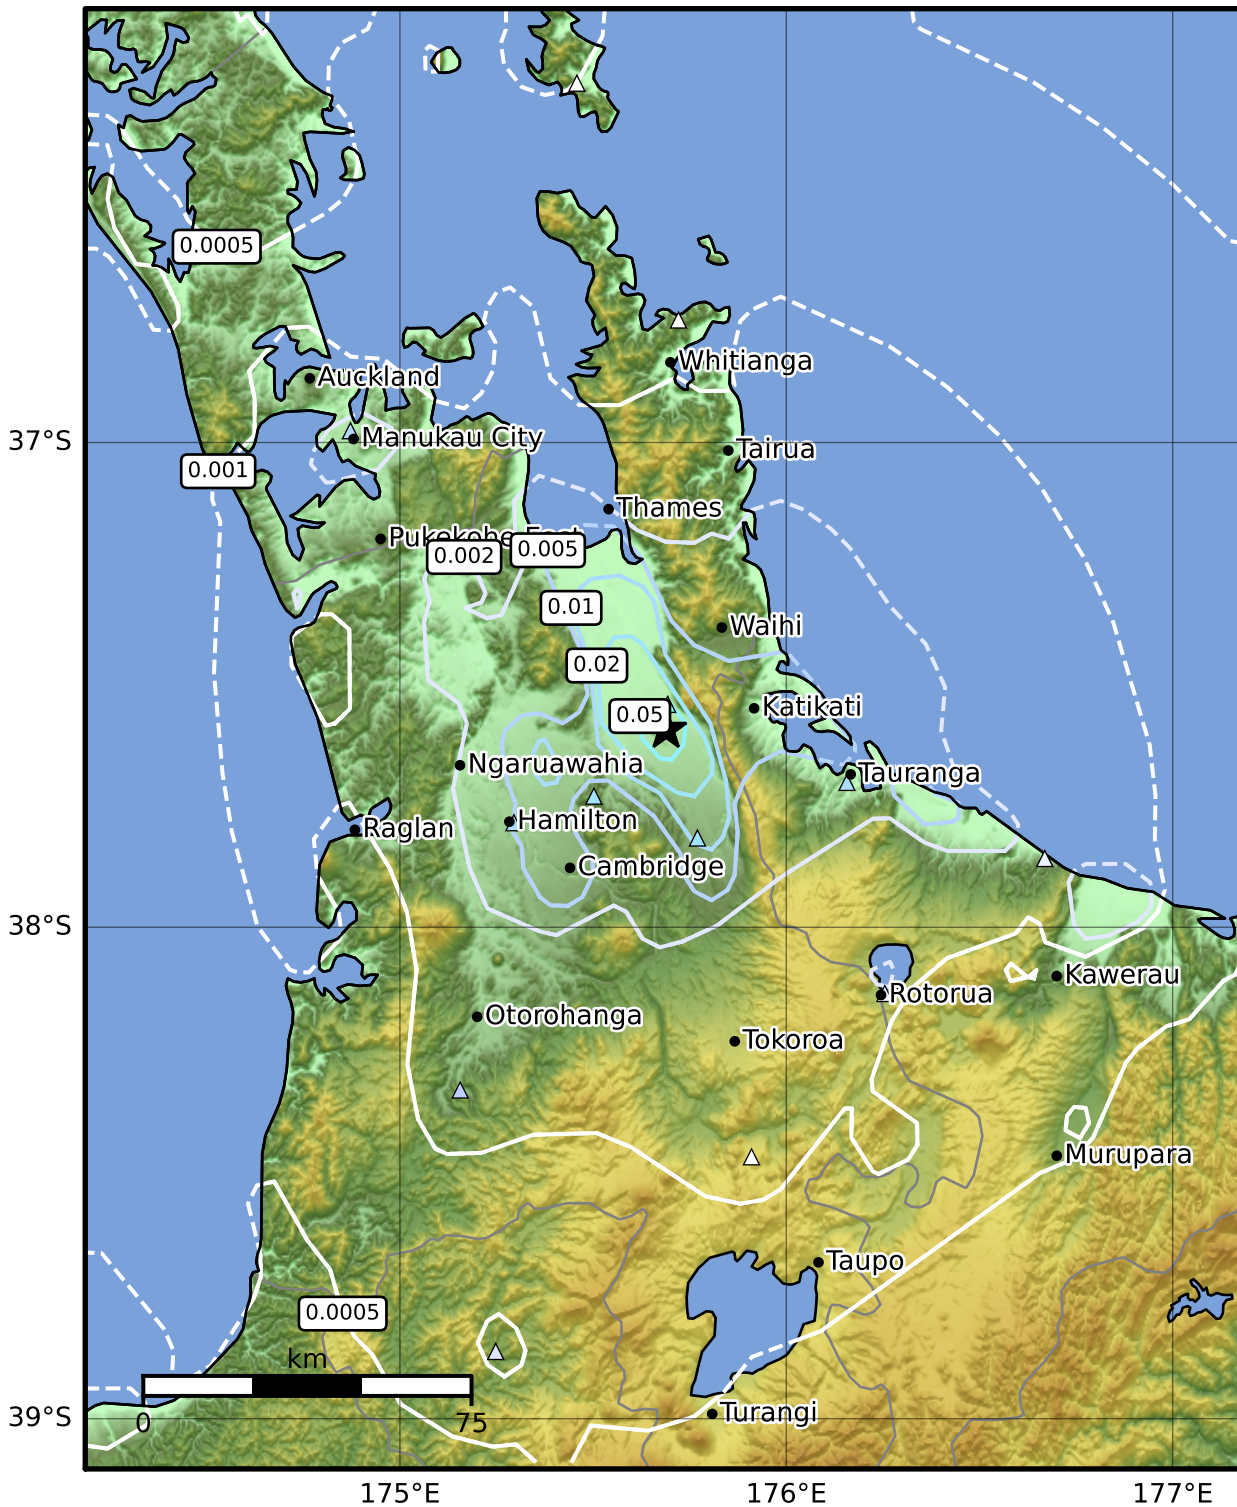 0.0005
Whitianga
Auckland
Manukau City
37°S
Tairua
0.001
Thames
Pukekohe East
0.002
0.005
0.01
Waihi
0.02
0.05
Katikati
Ngaruawahia
Tauranga
Hamilton
Raglan
Cambridge
38°S
Kawerau
Rotorua
Otorohanga
Tokoroa
Murupara
Taupo
0.0005
km
0
75
39°S
Turangi
175°E
176°E
177°E